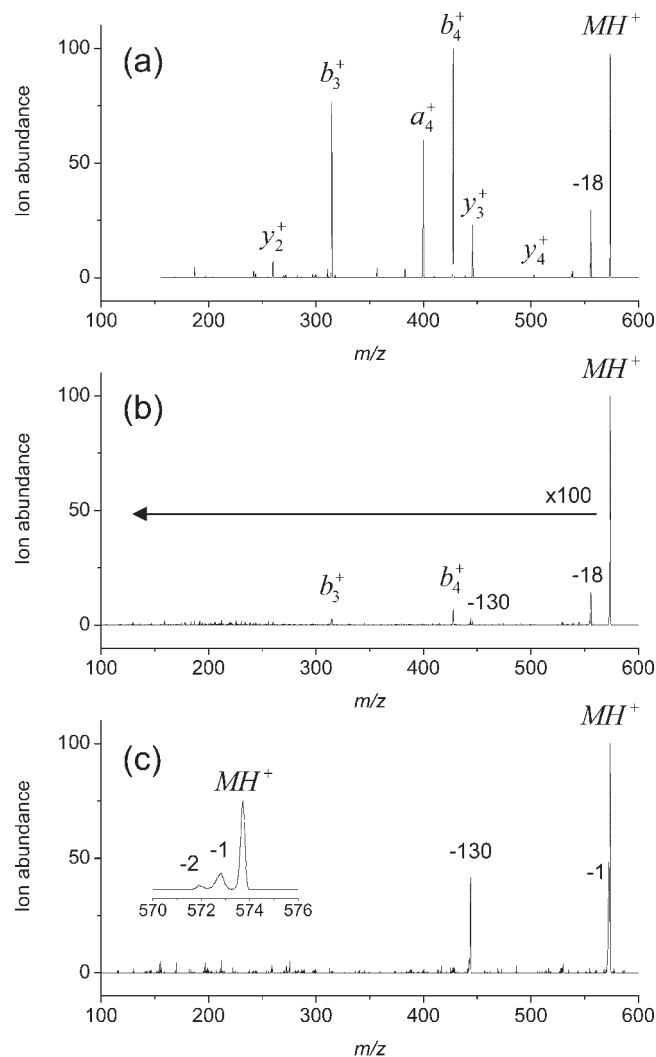 (a)
Ion abundance
100
50
0
y₂⁺
b₃⁺
a₄⁺
b₄⁺
y₃⁺
y₄⁺
-18
MH⁺
100 200 300 400 500 600
m/z
(b)
Ion abundance
100
50
0
MH⁺
x100
b₃⁺
b₄⁺
-130
-18
100 200 300 400 500 600
m/z
(c)
Ion abundance
100
50
0
MH⁺
-2
-1
570 572 574 576
-130
-1
MH⁺
100 200 300 400 500 600
m/z